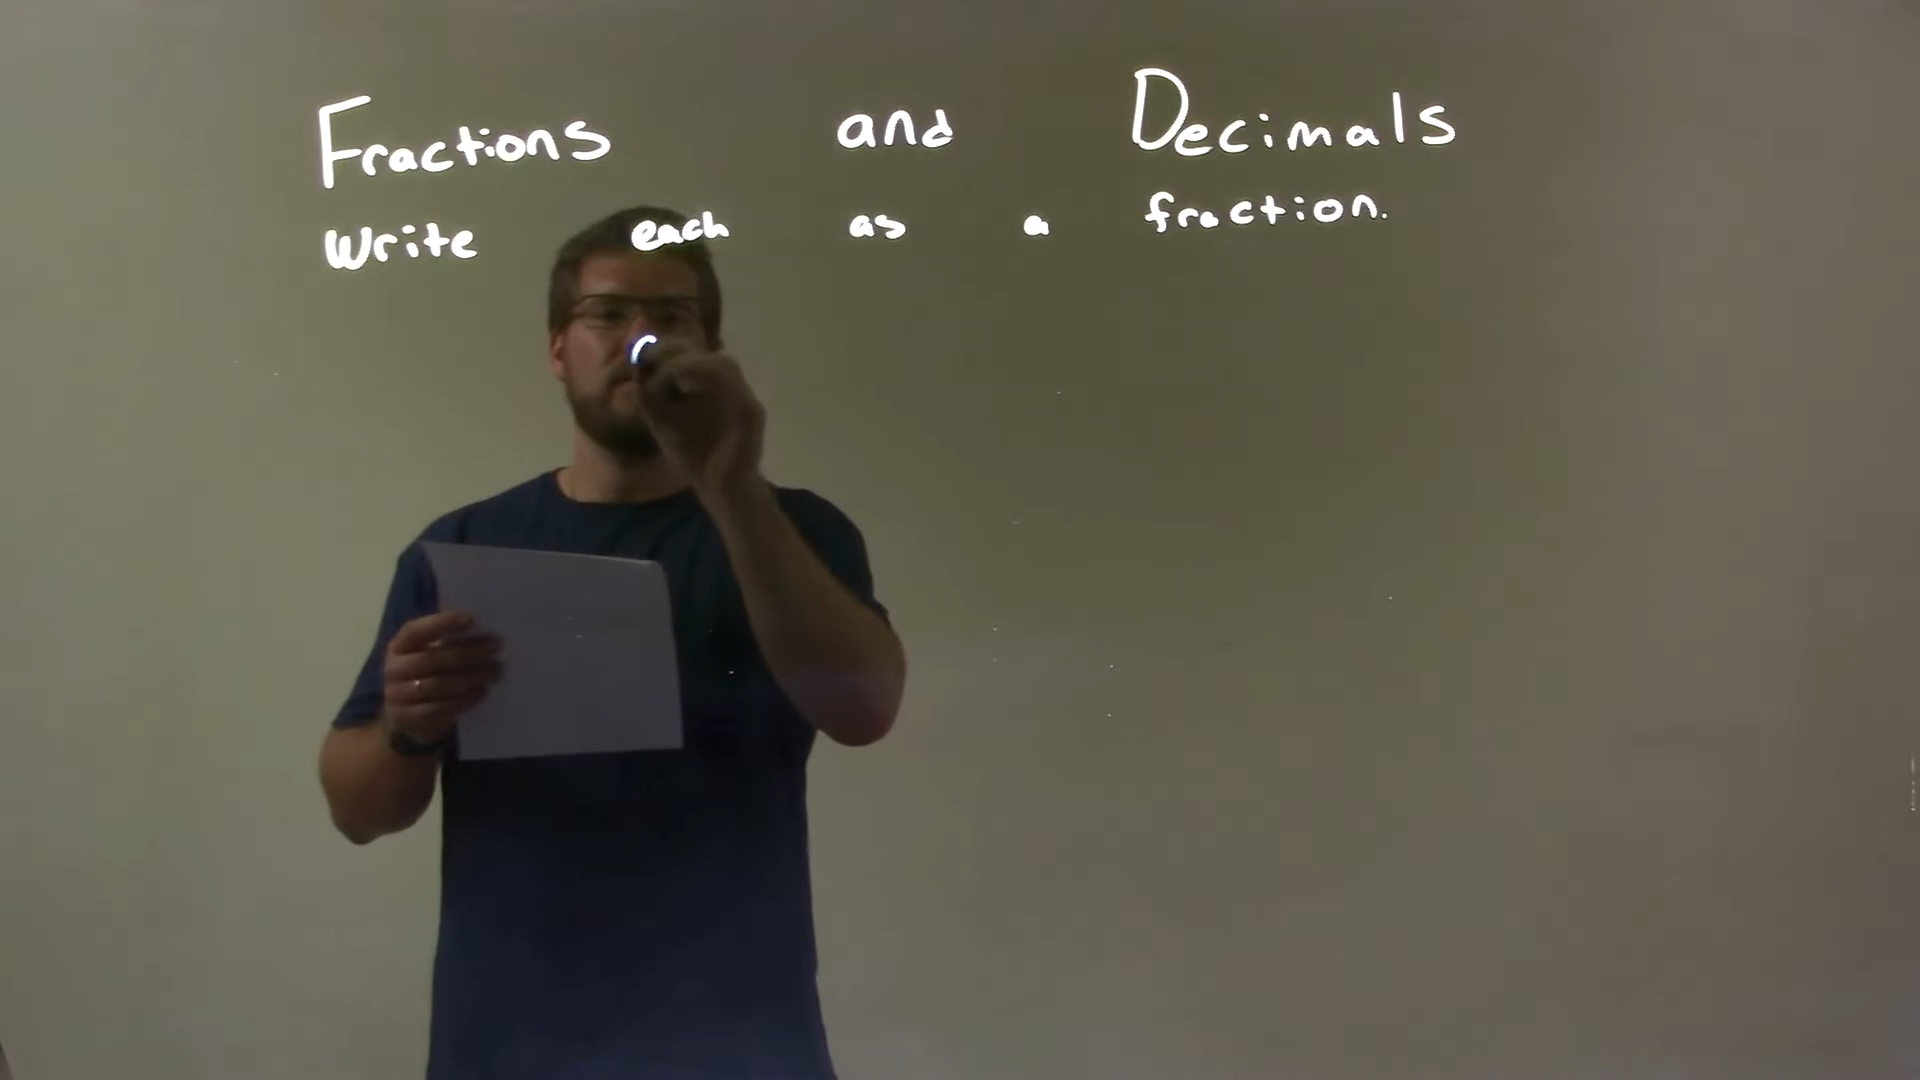 Fractions and Decimals
Write each as a fraction.